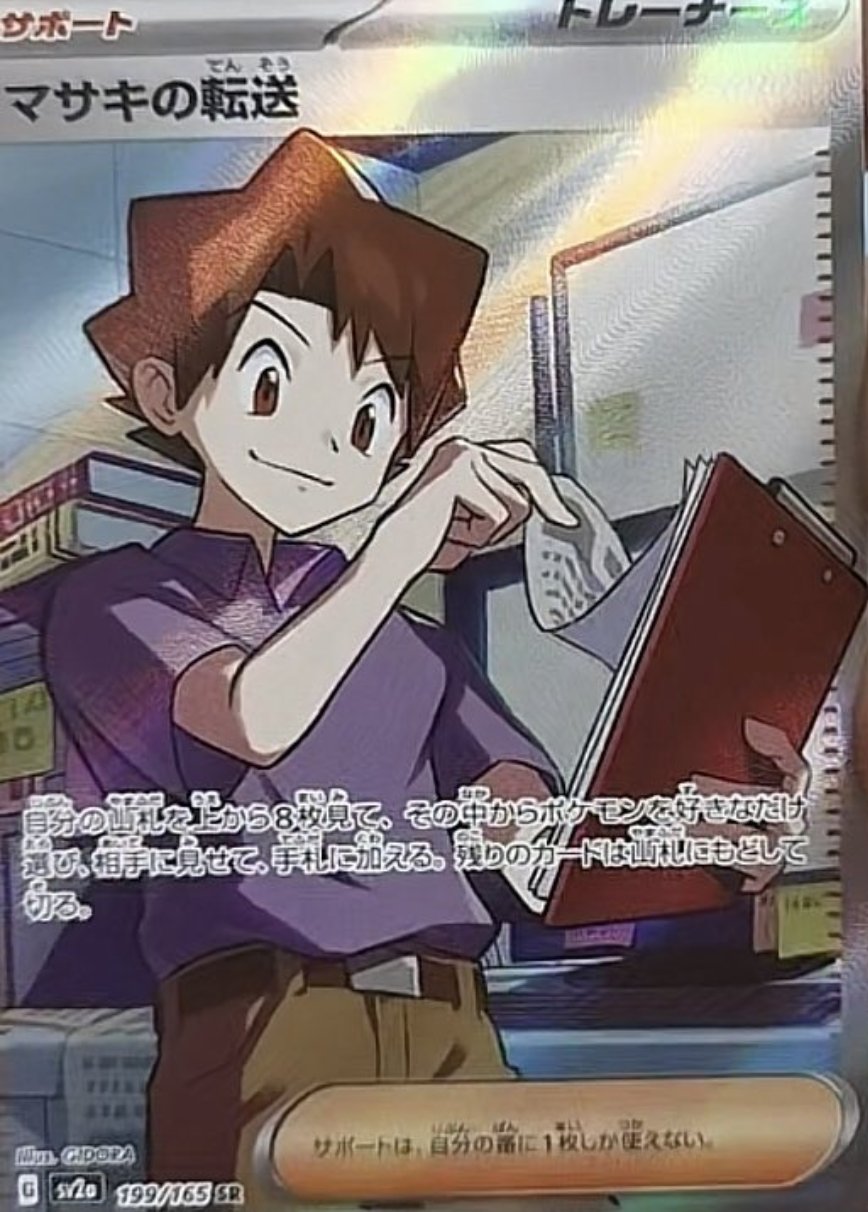 サポート
トレーナーズ
てん そう
マサキの転送
自分の山札を上から8枚見て、その中からポケモンを好きなだけ
選び、相手に見せて、手札に加える。残りのカードは山札にもどして
切る。
サポートは、自分の番に1枚しか使えない。
illus. GIDORA
G sv2a 199/165 SR